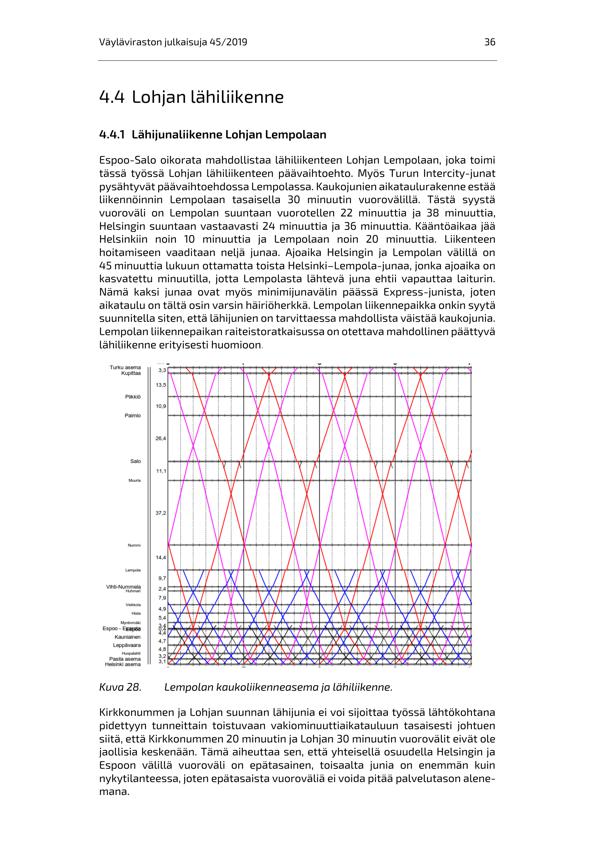 Väyläviraston julkaisuja 45/2019 36
4.4 Lohjan lähiliikenne
4.4.1 Lähijunaliikenne Lohjan Lempolaan
Espoo-Salo oikorata mahdollistaa lähiliikenteen Lohjan Lempolaan, joka toimi
tässä työssä Lohjan lähiliikenteen päävaihtoehto. Myös Turun Intercity-junat
pysähtyvät päävaihtoehdossa Lempolassa. Kaukojunien aikataulurakenne estää
liikennöinnin Lempolaan tasaisella 30 minuutin vuorovälillä. Tästä syystä
vuoroväli on Lempolan suuntaan vuorotellen 22 minuuttia ja 38 minuuttia,
Helsingin suuntaan vastaavasti 24 minuuttia ja 36 minuuttia. Kääntöaikaa jää
Helsinkiin noin 10 minuuttia ja Lempolaan noin 20 minuuttia. Liikenteen
hoitamiseen vaaditaan neljä junaa. Ajoaika Helsingin ja Lempolan välillä on
45 minuuttia lukuun ottamatta toista Helsinki–Lempola-junaa, jonka ajoaika on
kasvatettu minuutilla, jotta Lempolasta lähtevä juna ehtii vapauttaa laiturin.
Nämä kaksi junaa ovat myös minimijunavälin päässä Express-junista, joten
aikataulu on tältä osin varsin häiriöherkkä. Lempolan liikennepaikka onkin syytä
suunnitella siten, että lähijunien on tarvittaessa mahdollista väistää kaukojunia.
Lempolan liikennepaikan raiteistoratkaisussa on otettava mahdollinen päättyvä
lähiliikenne erityisesti huomioon.
Turku asema
3,3
Kupittaa
13,5
Piikkiö
10,9
Paimio
26,4
Salo
11,1
Muurla
37,2
Nummi
14,4
Lempola
9,7
Vihti-Nummela
2,4
Huhmari
7,9
Veikkola
4,9
Hista
5,4
Myntinmäki
3,4
Espoo - Espoo
Kauniainen
4,7
Leppävaara
4,8
Huopalahti
3,2
Pasila asema
3,1
Helsinki asema
Kuva 28. Lempolan kaukoliikenneasema ja lähiliikenne.
Kirkkonummen ja Lohjan suunnan lähijunia ei voi sijoittaa työssä lähtökohtana
pidettyyn tunneittain toistuvaan vakiominuuttiaikatauluun tasaisesti johtuen
siitä, että Kirkkonummen 20 minuutin ja Lohjan 30 minuutin vuorovälit eivät ole
jaollisia keskenään. Tämä aiheuttaa sen, että yhteisellä osuudella Helsingin ja
Espoon välillä vuoroväli on epätasainen, toisaalta junia on enemmän kuin
nykytilanteessa, joten epätasaista vuoroväliä ei voida pitää palvelutason alene-
mana.